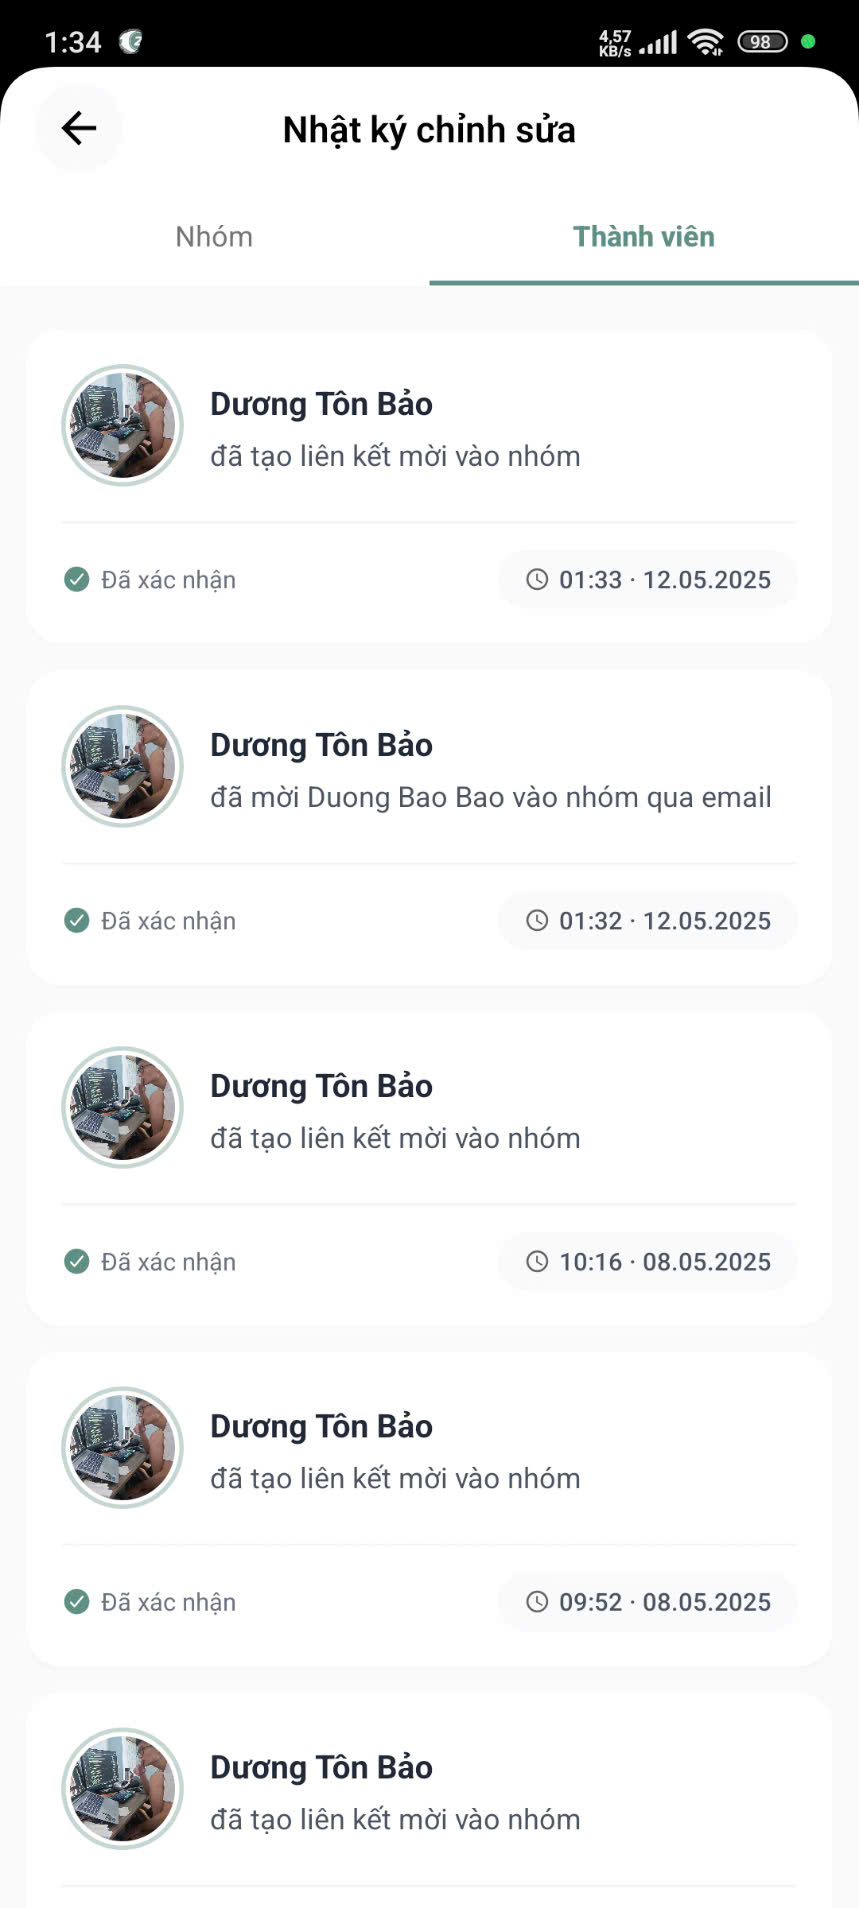 1:34
4,57
KB/s
98
Nhật ký chỉnh sửa
Nhóm
Thành viên
Dương Tôn Bảo
đã tạo liên kết mời vào nhóm
Đã xác nhận
01:33 · 12.05.2025
Dương Tôn Bảo
đã mời Duong Bao Bao vào nhóm qua email
Đã xác nhận
01:32 · 12.05.2025
Dương Tôn Bảo
đã tạo liên kết mời vào nhóm
Đã xác nhận
10:16 · 08.05.2025
Dương Tôn Bảo
đã tạo liên kết mời vào nhóm
Đã xác nhận
09:52 · 08.05.2025
Dương Tôn Bảo
đã tạo liên kết mời vào nhóm